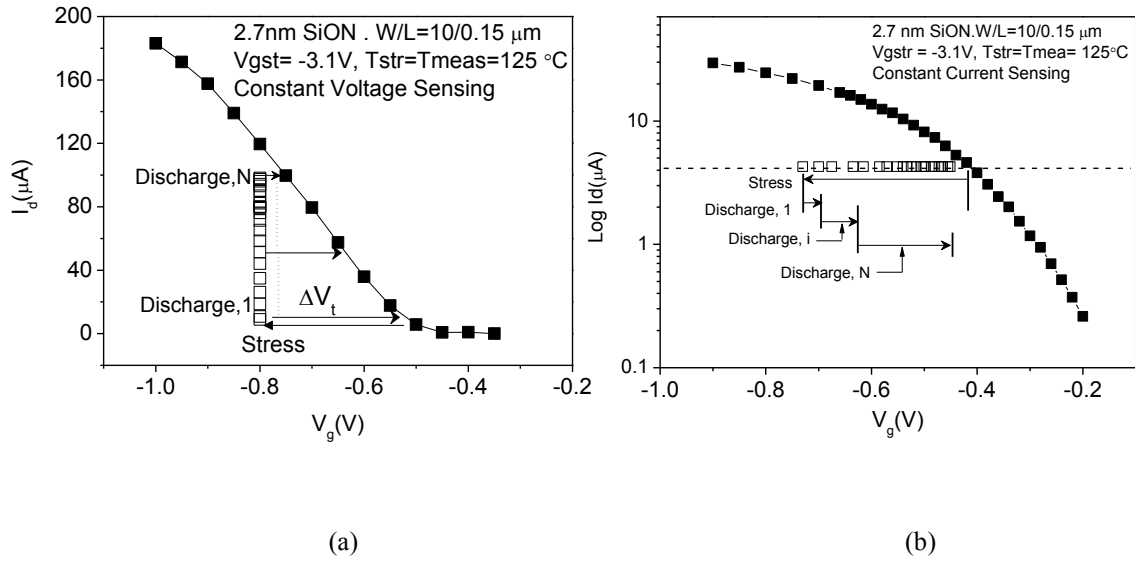 2.7nm SiON . W/L=10/0.15 μm
Vgst= -3.1V, Tstr=Tmeas=125 °C
Constant Voltage Sensing
200
180
160
120
80
40
0
I_d(μA)
Discharge,N
Discharge,1
ΔV_t
Stress
-1.0
-0.8
-0.6
-0.4
-0.2
V_g(V)
(a)
2.7 nm SiON.W/L=10/0.15 μm
Vgstr = -3.1V, Tstr=Tmeas= 125°C
Constant Current Sensing
10
1
0.1
Log Id(μA)
Stress
Discharge, 1
Discharge, i
Discharge, N
-1.0
-0.8
-0.6
-0.4
-0.2
V_g(V)
(b)